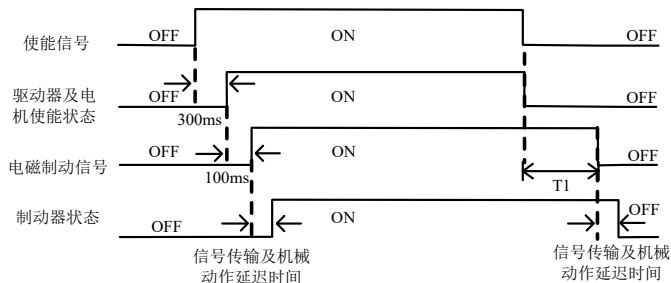 使能信号
OFF
ON
OFF
驱动器及电
机使能状态
OFF
ON
OFF
300ms
电磁制动信号
OFF
ON
OFF
100ms
T1
制动器状态
OFF
ON
OFF
信号传输及机械
动作延迟时间
信号传输及机械
动作延迟时间